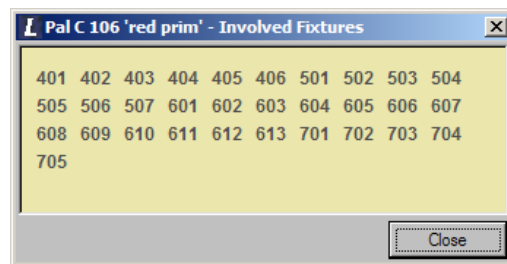 Pal C 106 'red prim' - Involved Fixtures
401 402 403 404 405 406 501 502 503 504
505 506 507 601 602 603 604 605 606 607
608 609 610 611 612 613 701 702 703 704
705
Close